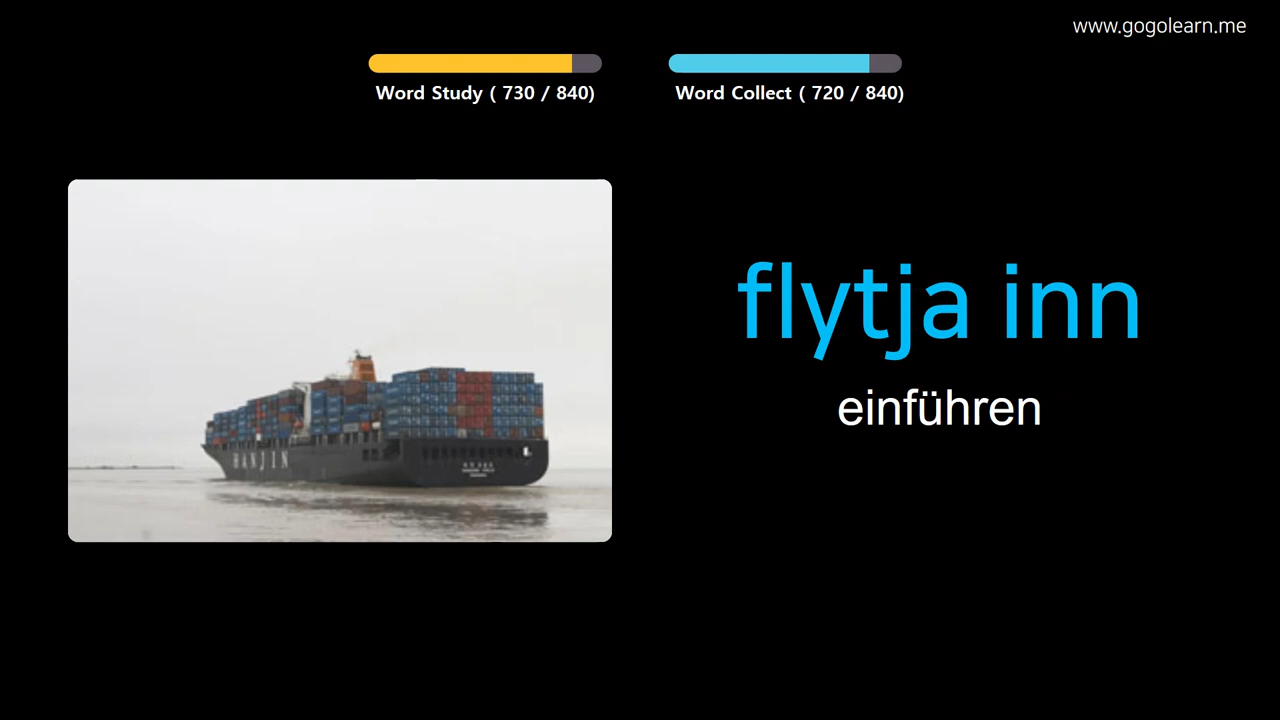 www.gogolearn.me
Word Study ( 730 / 840)
Word Collect ( 720 / 840)
flytja inn
einführen
HANJIN